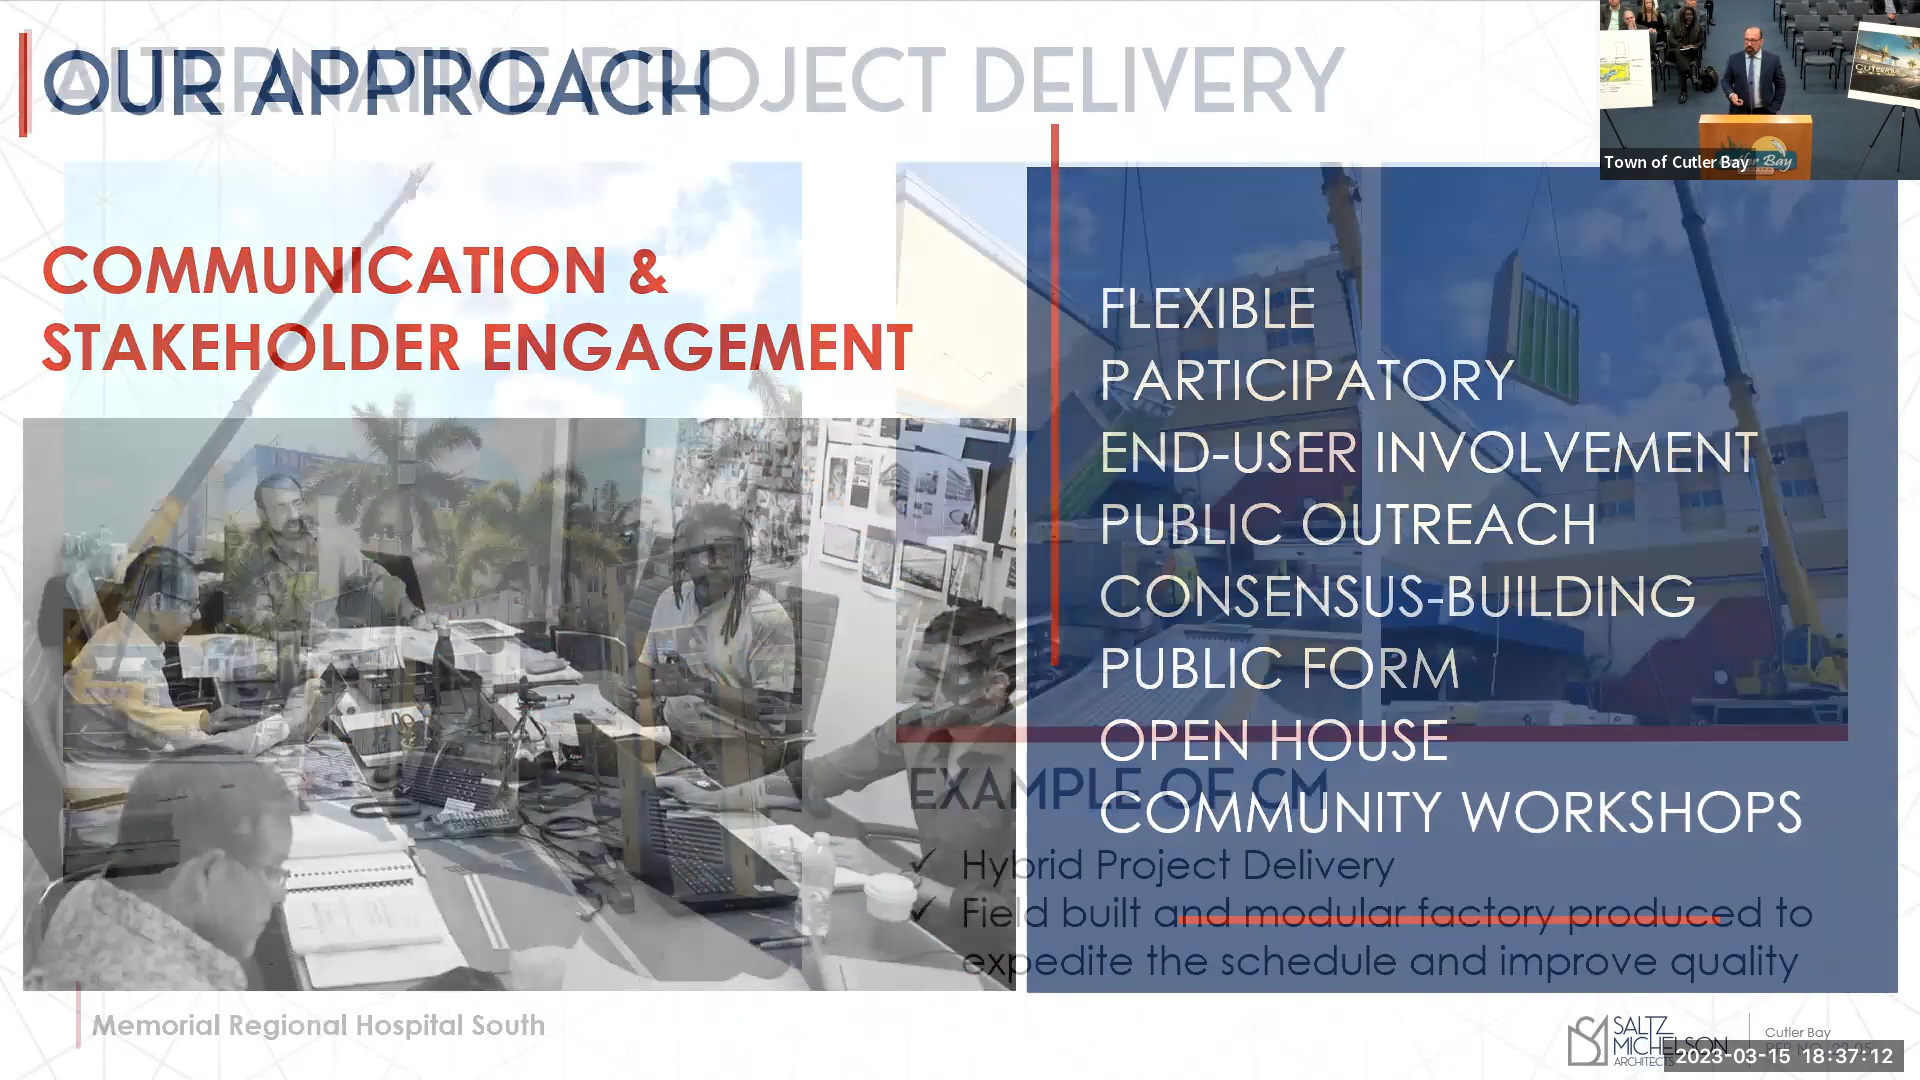 OUR APPROACH
ALTERNATIVE PROJECT DELIVERY
Town of Cutler Bay
COMMUNICATION &
STAKEHOLDER ENGAGEMENT
FLEXIBLE
PARTICIPATORY
END-USER INVOLVEMENT
PUBLIC OUTREACH
CONSENSUS-BUILDING
PUBLIC FORM
OPEN HOUSE
COMMUNITY WORKSHOPS
EXAMPLE OF CM
✓ Hybrid Project Delivery
✓ Field built and modular factory produced to
expedite the schedule and improve quality
Memorial Regional Hospital South
SALTZ
MICHELSON
ARCHITECTS
Cutler Bay
2023-03-15 18:37:12